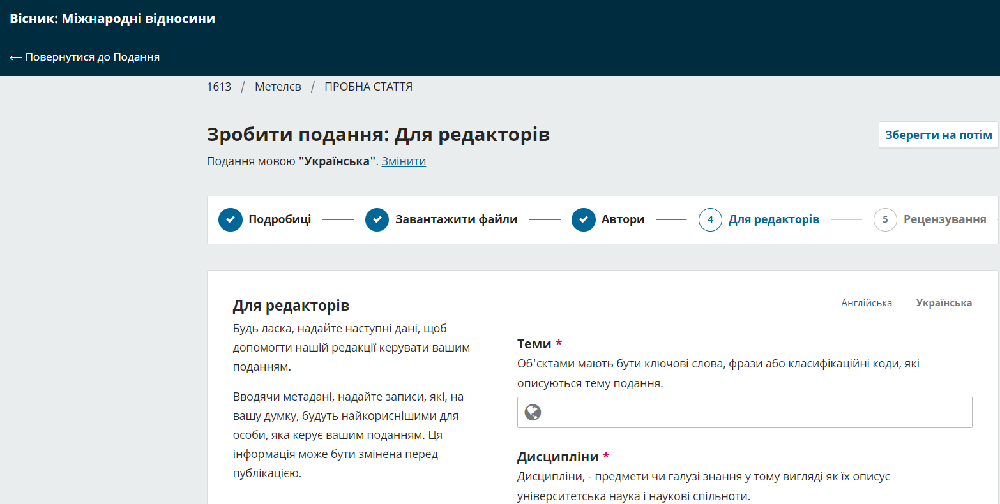 Вісник: Міжнародні відносини
← Повернутися до Подання
1613 / Метелєв / ПРОБНА СТАТТЯ
Зробити подання: Для редакторів
Зберегти на потім
Подання мовою "Українська". Змінити
Подробиці
Завантажити файли
Автори
4 Для редакторів
5 Рецензування
Для редакторів
Будь ласка, надайте наступні дані, щоб
допомогти нашій редакції керувати вашим
поданням.
Вводячи метадані, надайте записи, які, на
вашу думку, будуть найкориснішими для
особи, яка керує вашим поданням. Ця
інформація може бути змінена перед
публікацією.
Англійська Українська
Теми *
Об'єктами мають бути ключові слова, фрази або класифікаційні коди, які
описуються тему подання.
Дисципліни *
Дисципліни, - предмети чи галузі знання у тому вигляді як їх описує
університетська наука і наукові спільноти.